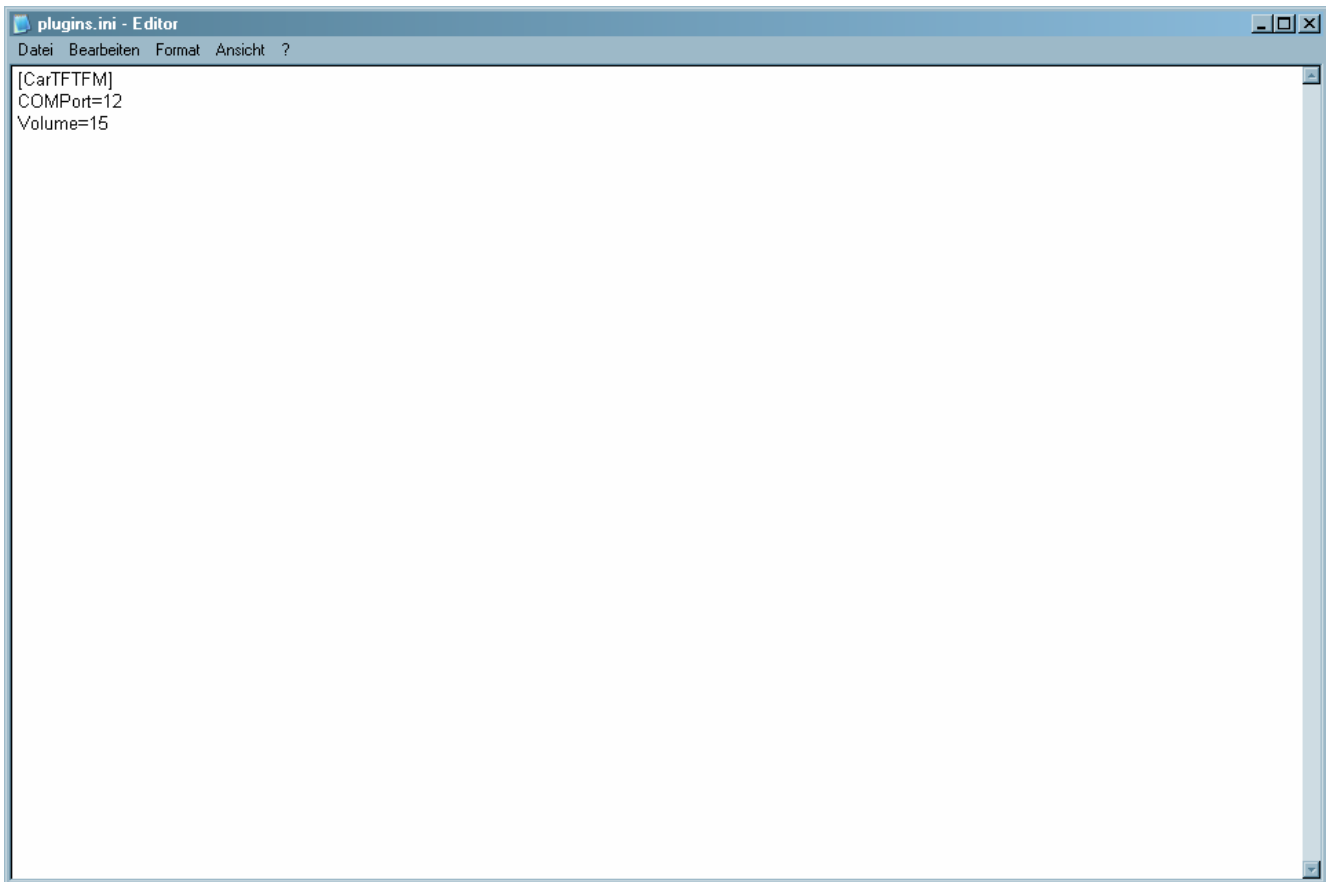 plugins.ini - Editor
Datei Bearbeiten Format Ansicht ?
[CarTFTFM]
COMPort=12
Volume=15